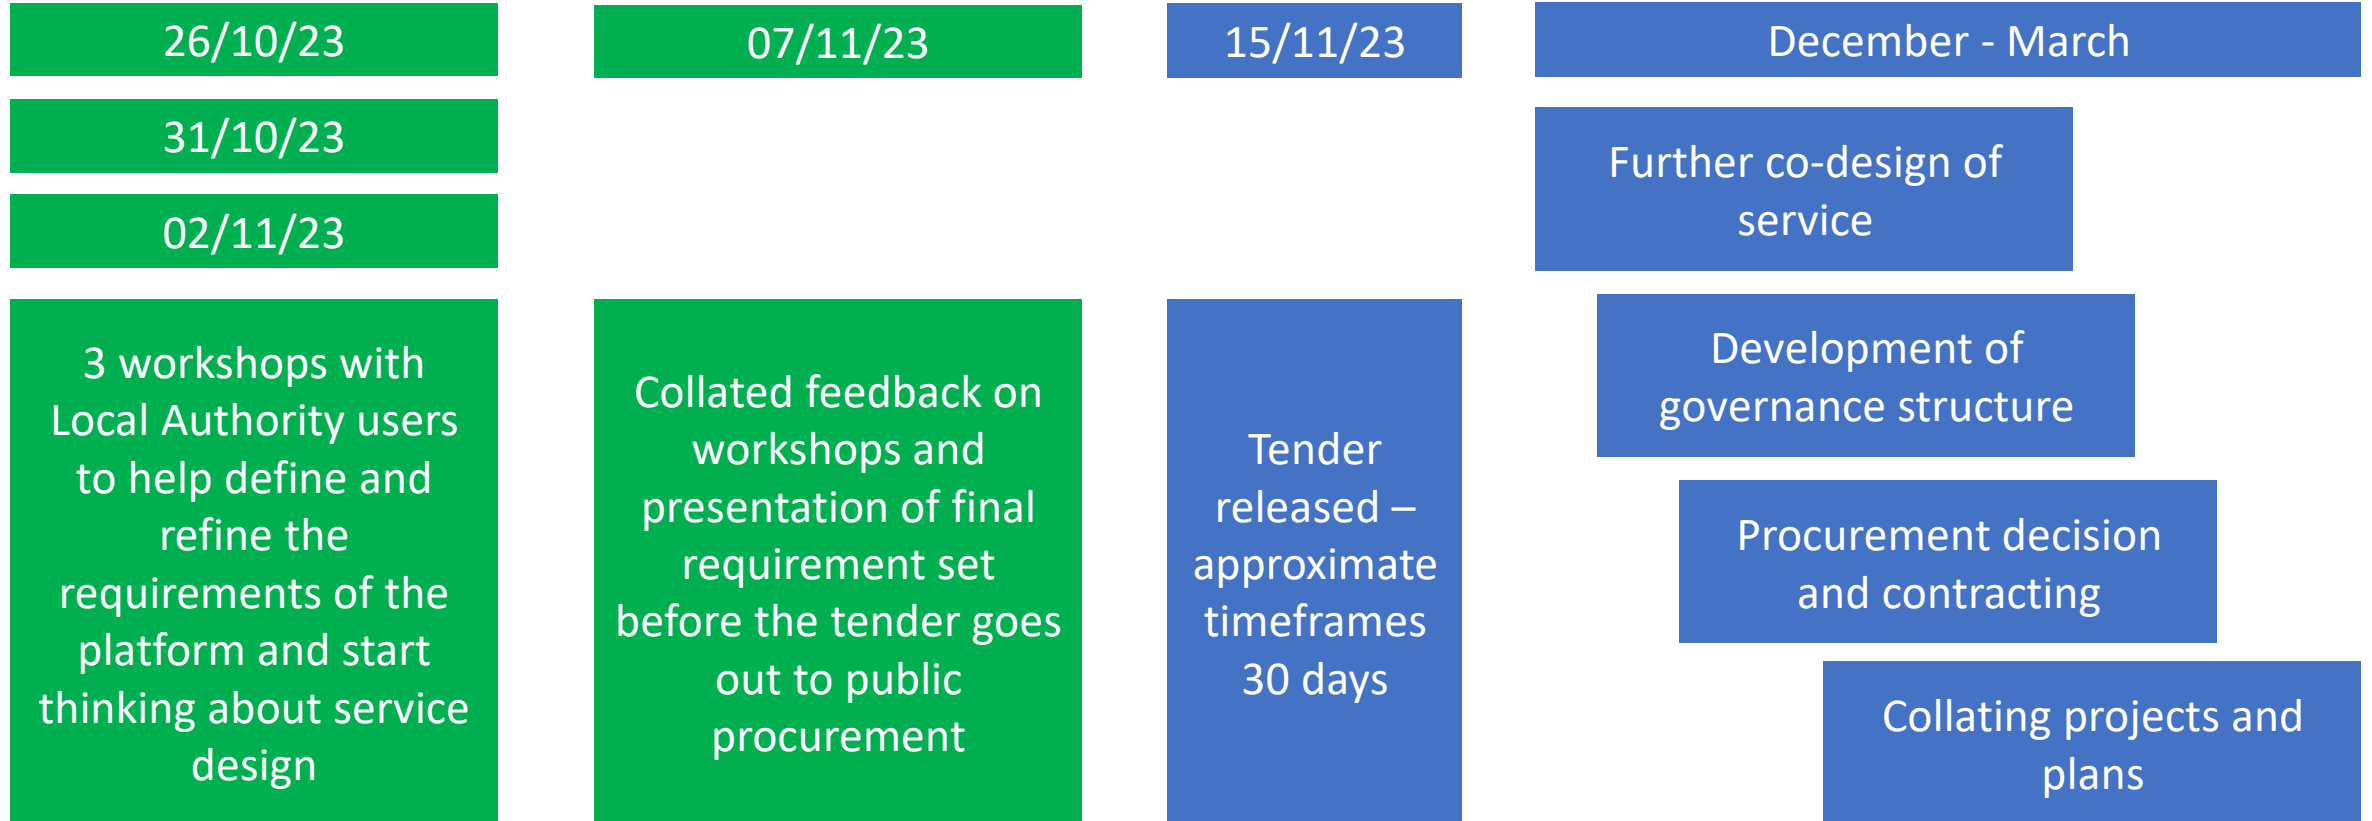 26/10/23
31/10/23
02/11/23
3 workshops with
Local Authority users
to help define and
refine the
requirements of the
platform and start
thinking about service
design
07/11/23
Collated feedback on
workshops and
presentation of final
requirement set
before the tender goes
out to public
procurement
15/11/23
Tender
released –
approximate
timeframes
30 days
December - March
Further co-design of
service
Development of
governance structure
Procurement decision
and contracting
Collating projects and
plans